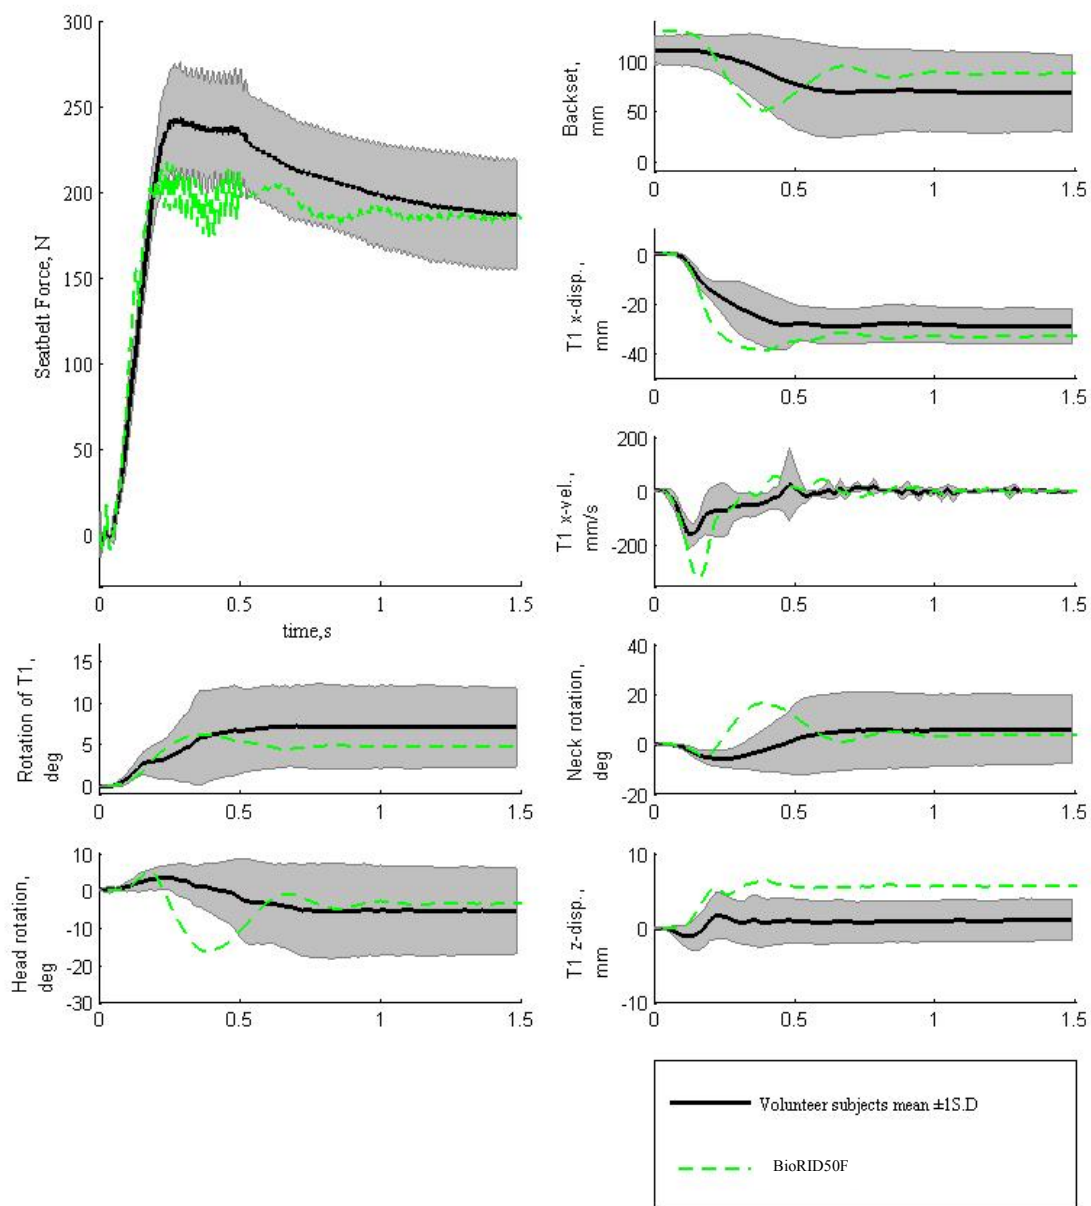 300
250
200
150
100
50
0
Seatbelt Force, N
0 0.5 1 1.5
time,s
100
50
0
Backset,
mm
0 0.5 1 1.5
0
-20
-40
T1 x-disp.,
mm
0 0.5 1 1.5
200
0
-200
T1 x-vel.,
mm/s
0 0.5 1 1.5
15
10
5
0
Rotation of T1,
deg
0 0.5 1 1.5
40
20
0
-20
Neck rotation,
deg
0 0.5 1 1.5
10
0
-10
-20
-30
Head rotation,
deg
0 0.5 1 1.5
10
0
-10
T1 z-disp.,
mm
0 0.5 1 1.5
Volunteer subjects mean ±1S.D
BioRID50F